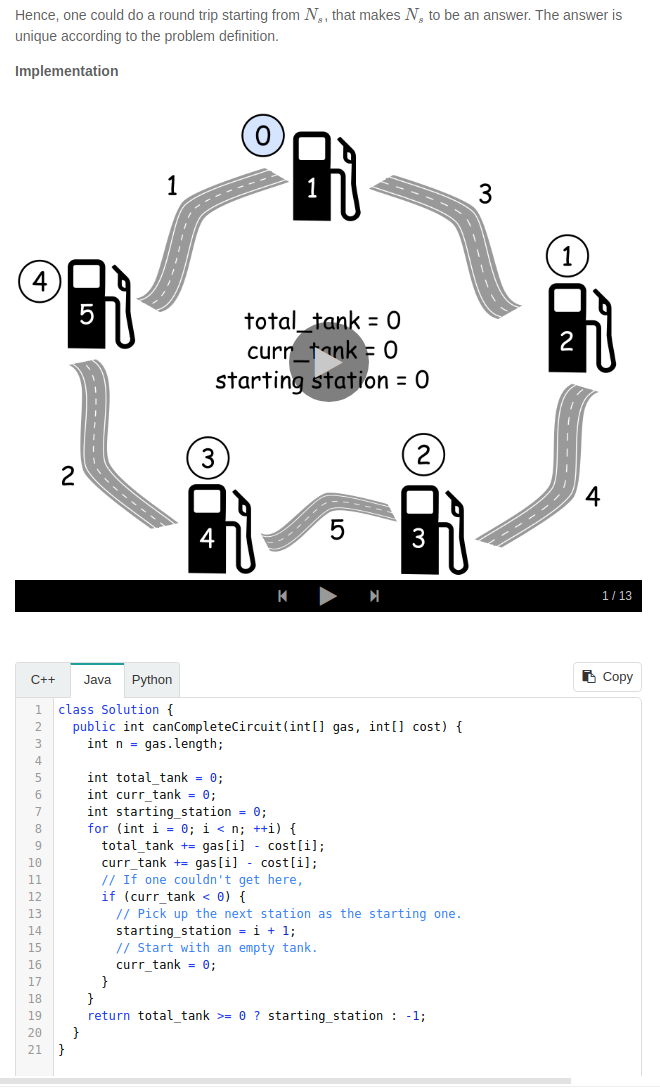 Hence, one could do a round trip starting from Nₛ, that makes Nₛ to be an answer. The answer is
unique according to the problem definition.
Implementation
0
1
1
3
1
4
5
2
total_tank = 0
curr_tank = 0
starting station = 0
3
2
2
4
4
5
3
1 / 13
C++
Java
Python
Copy
1 class Solution {
2   public int canCompleteCircuit(int[] gas, int[] cost) {
3     int n = gas.length;
4
5     int total_tank = 0;
6     int curr_tank = 0;
7     int starting_station = 0;
8     for (int i = 0; i < n; ++i) {
9       total_tank += gas[i] - cost[i];
10       curr_tank += gas[i] - cost[i];
11       // If one couldn't get here,
12       if (curr_tank < 0) {
13         // Pick up the next station as the starting one.
14         starting_station = i + 1;
15         // Start with an empty tank.
16         curr_tank = 0;
17       }
18     }
19     return total_tank >= 0 ? starting_station : -1;
20   }
21 }